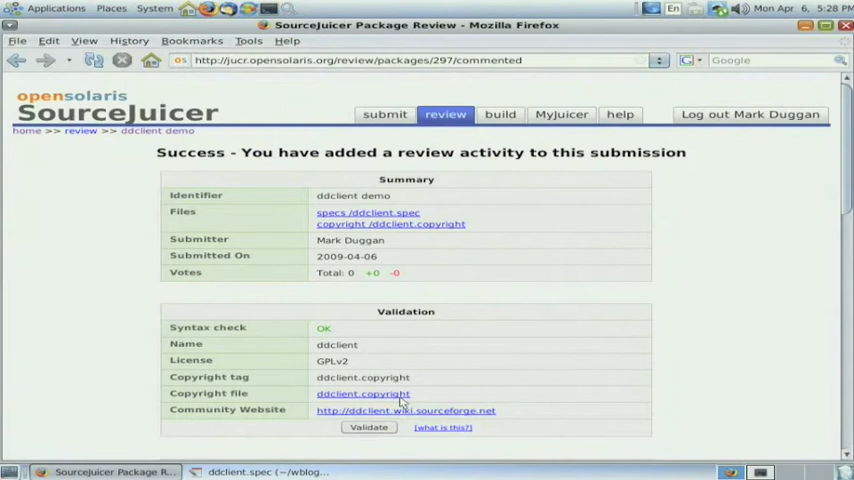 Applications Places System En Mon Apr 6, 5:28 PM
SourceJuicer Package Review - Mozilla Firefox
File Edit View History Bookmarks Tools Help
OS http://jucr.opensolaris.org/review/packages/297/commented G Google
opensolaris
SourceJuicer
submit review build MyJuicer help Log out Mark Duggan
home >> review >> ddclient demo
Success - You have added a review activity to this submission
Summary
Identifier ddclient demo
Files specs /ddclient.spec
copyright /ddclient.copyright
Submitter Mark Duggan
Submitted On 2009-04-06
Votes Total: 0 +0 -0
Validation
Syntax check OK
Name ddclient
License GPLv2
Copyright tag ddclient.copyright
Copyright file ddclient.copyright
Community Website http://ddclient.wiki.sourceforge.net
Validate [what is this?]
SourceJuicer Package R... ddclient.spec (~/wblog...